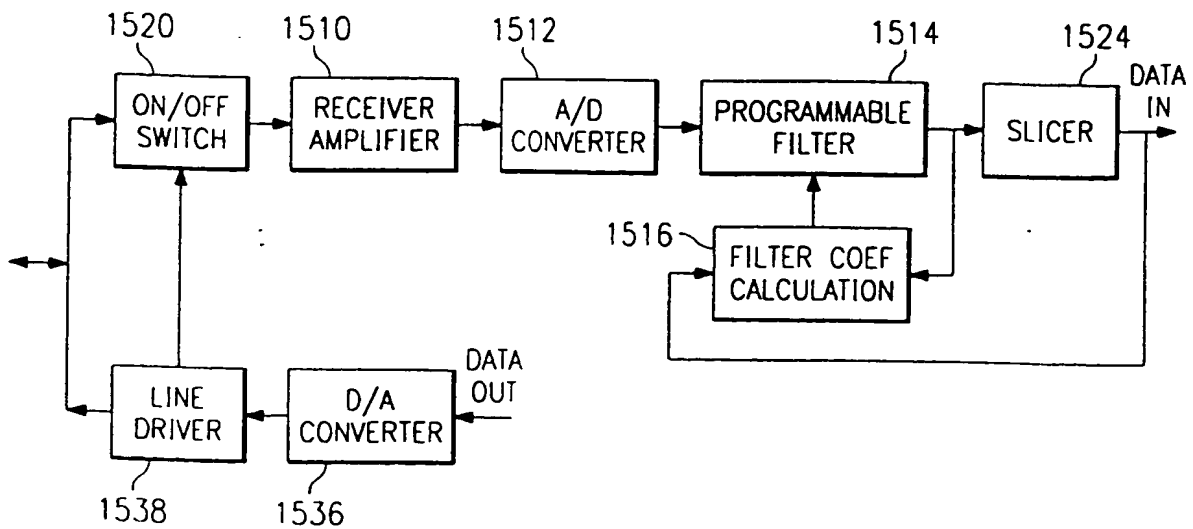 1520
1510
1512
1514
1524
ON/OFF
SWITCH
RECEIVER
AMPLIFIER
A/D
CONVERTER
PROGRAMMABLE
FILTER
SLICER
DATA
IN
1516
FILTER COEF
CALCULATION
LINE
DRIVER
D/A
CONVERTER
DATA
OUT
1538
1536